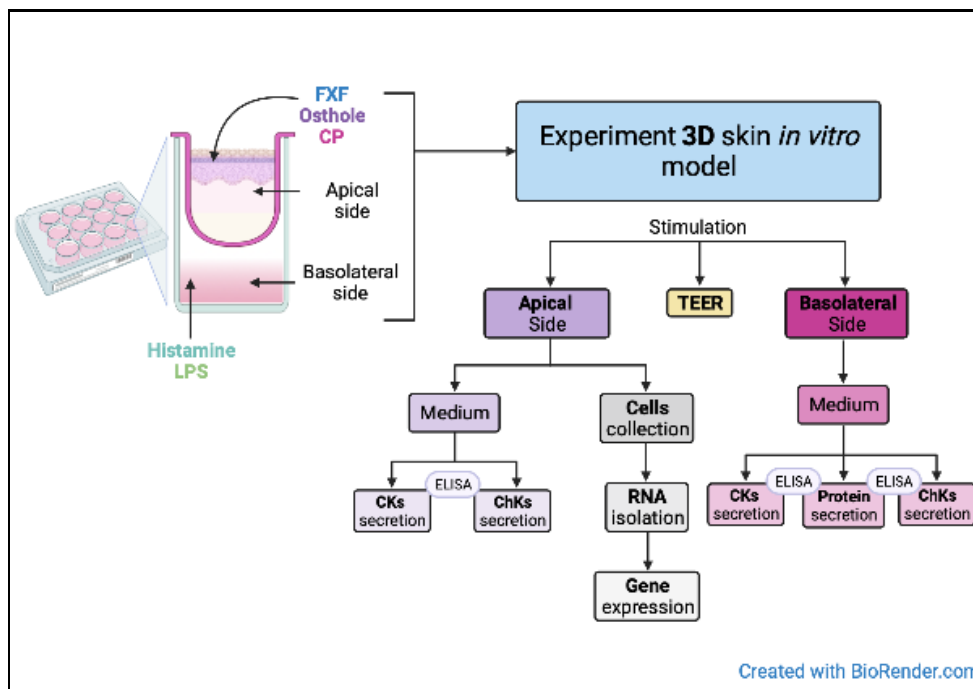 FXF
Osthole
CP
Apical
side
Basolateral
side
Histamine
LPS
Experiment 3D skin in vitro
model
Stimulation
Apical
Side
TEER
Basolateral
Side
Medium
Cells
collection
Medium
CKs
secretion
ELISA
ChKs
secretion
RNA
isolation
CKs
secretion
ELISA
Protein
secretion
ELISA
ChKs
secretion
Gene
expression
Created with BioRender.com